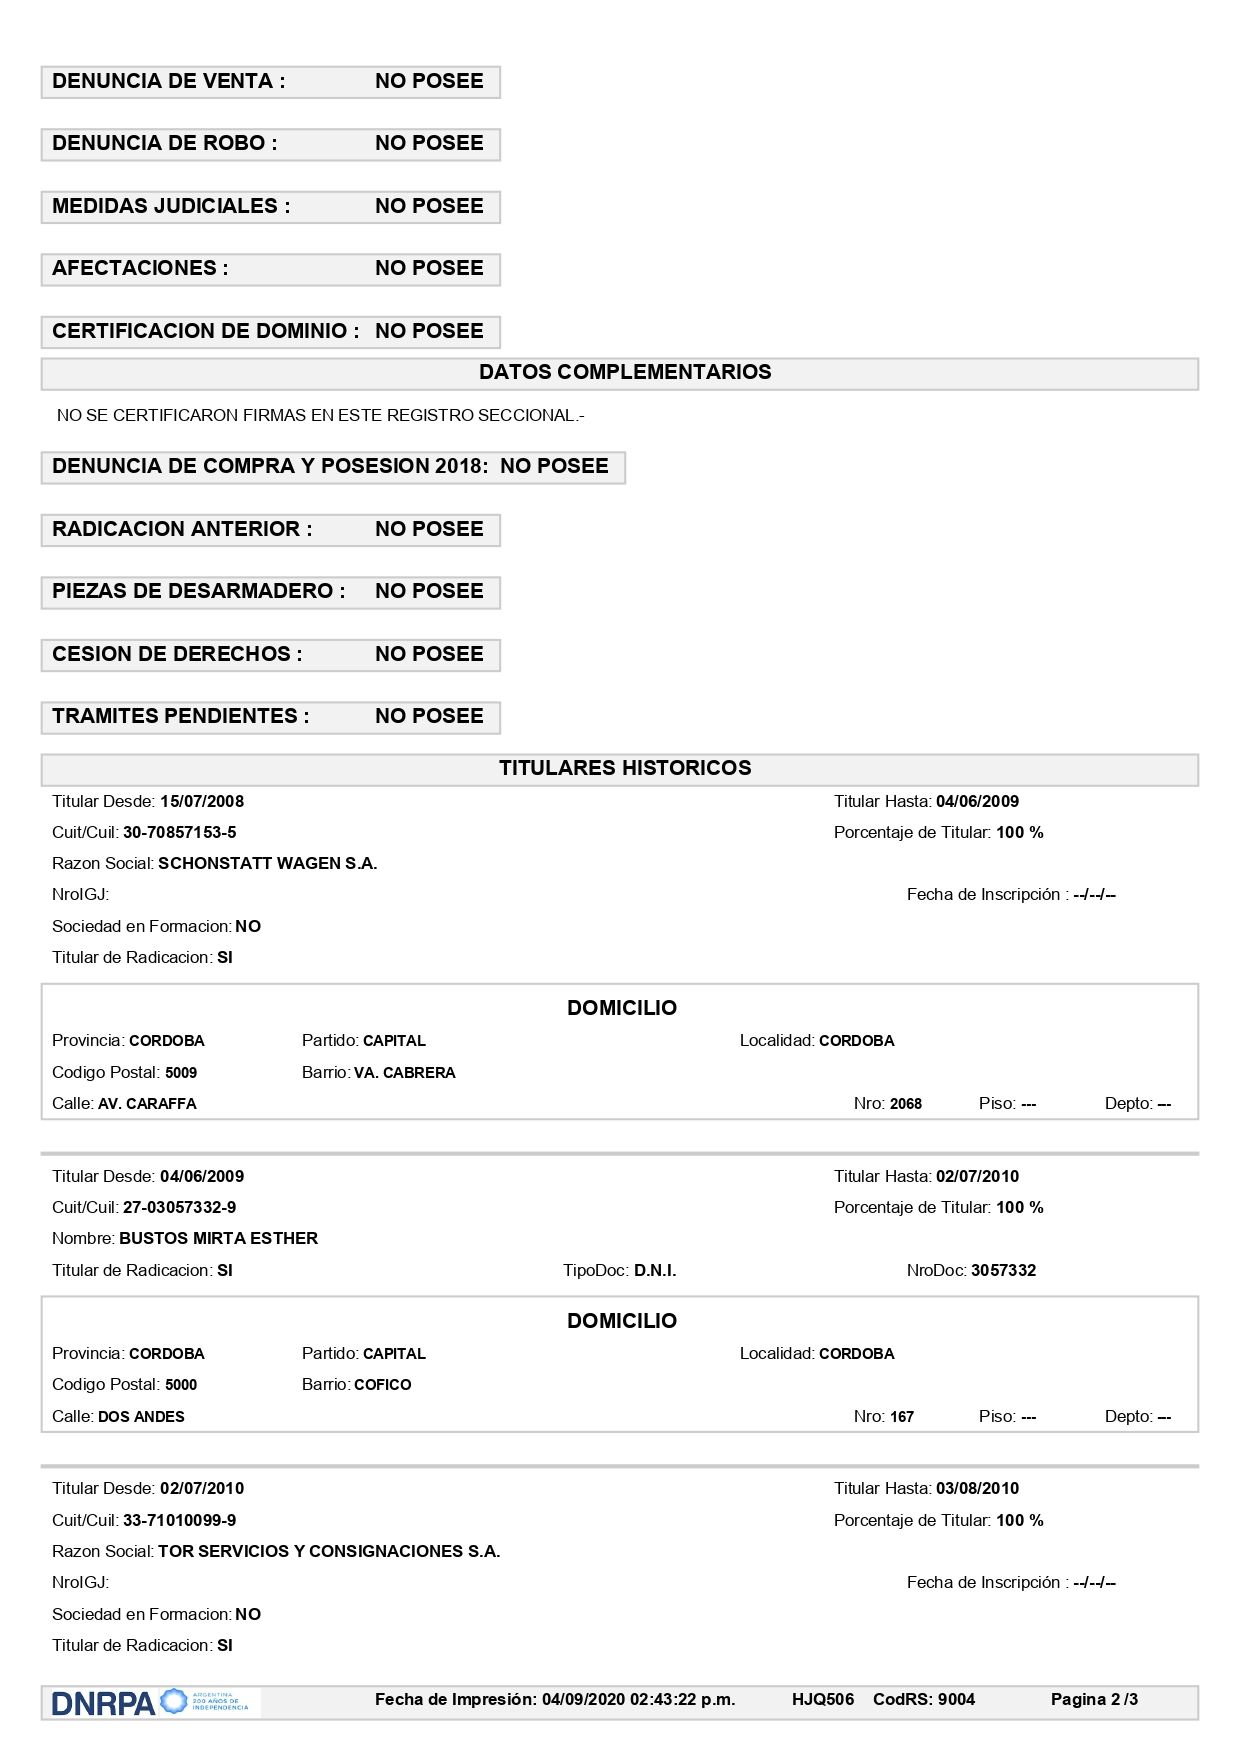 DENUNCIA DE VENTA : NO POSEE
DENUNCIA DE ROBO : NO POSEE
MEDIDAS JUDICIALES : NO POSEE
AFECTACIONES : NO POSEE
CERTIFICACION DE DOMINIO : NO POSEE
DATOS COMPLEMENTARIOS
NO SE CERTIFICARON FIRMAS EN ESTE REGISTRO SECCIONAL.-
DENUNCIA DE COMPRA Y POSESION 2018: NO POSEE
RADICACION ANTERIOR : NO POSEE
PIEZAS DE DESARMADERO : NO POSEE
CESION DE DERECHOS : NO POSEE
TRAMITES PENDIENTES : NO POSEE
TITULARES HISTORICOS
Titular Desde: 15/07/2008 Titular Hasta: 04/06/2009
Cuit/Cuil: 30-70857153-5 Porcentaje de Titular: 100 %
Razon Social: SCHONSTATT WAGEN S.A.
NroIGJ: Fecha de Inscripción : --/--/--
Sociedad en Formacion: NO
Titular de Radicacion: SI
DOMICILIO
Provincia: CORDOBA Partido: CAPITAL Localidad: CORDOBA
Codigo Postal: 5009 Barrio: VA. CABRERA
Calle: AV. CARAFFA Nro: 2068 Piso: --- Depto: ---
Titular Desde: 04/06/2009 Titular Hasta: 02/07/2010
Cuit/Cuil: 27-03057332-9 Porcentaje de Titular: 100 %
Nombre: BUSTOS MIRTA ESTHER
Titular de Radicacion: SI TipoDoc: D.N.I. NroDoc: 3057332
DOMICILIO
Provincia: CORDOBA Partido: CAPITAL Localidad: CORDOBA
Codigo Postal: 5000 Barrio: COFICO
Calle: DOS ANDES Nro: 167 Piso: --- Depto: ---
Titular Desde: 02/07/2010 Titular Hasta: 03/08/2010
Cuit/Cuil: 33-71010099-9 Porcentaje de Titular: 100 %
Razon Social: TOR SERVICIOS Y CONSIGNACIONES S.A.
NroIGJ: Fecha de Inscripción : --/--/--
Sociedad en Formacion: NO
Titular de Radicacion: SI
DNRPA ARGENTINA 200 AÑOS DE INDEPENDENCIA Fecha de Impresión: 04/09/2020 02:43:22 p.m. HJQ506 CodRS: 9004 Pagina 2 /3